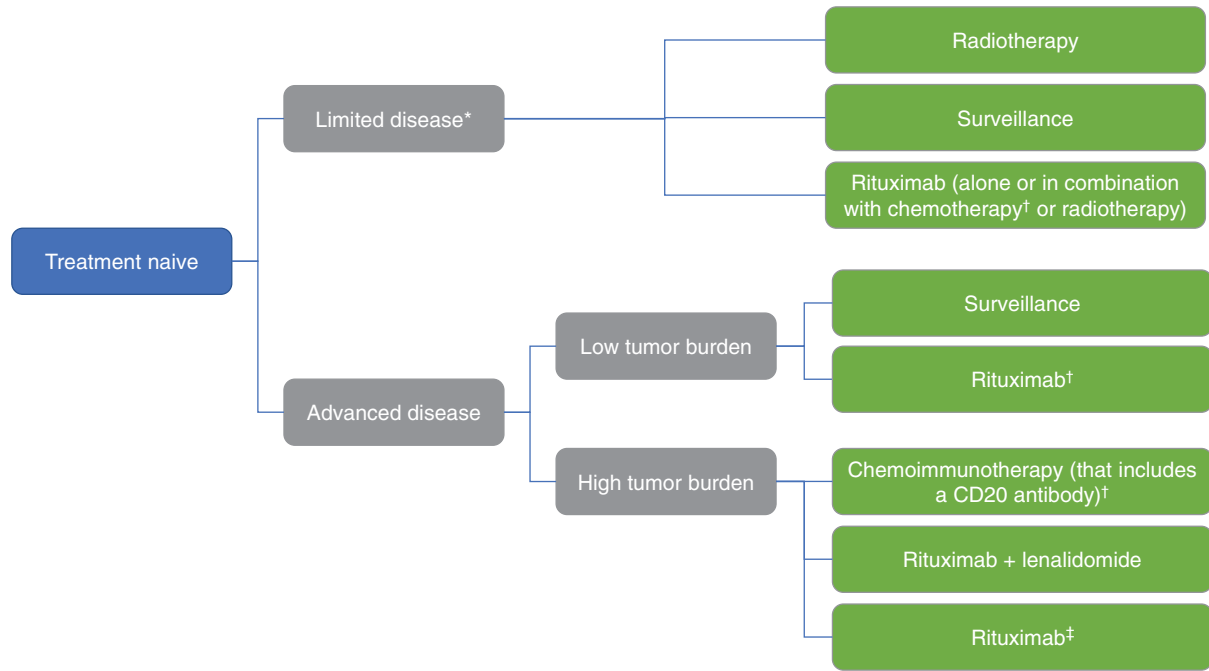 Radiotherapy
Limited disease*
Surveillance
Rituximab (alone or in combination
with chemotherapy† or radiotherapy)
Treatment naive
Surveillance
Low tumor burden
Rituximab†
Advanced disease
Chemoimmunotherapy (that includes
a CD20 antibody)†
High tumor burden
Rituximab + lenalidomide
Rituximab‡